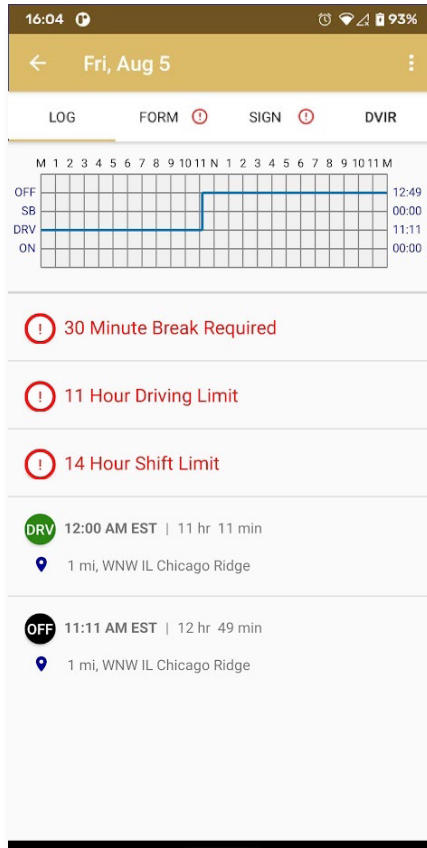 16:04 93%
Fri, Aug 5
LOG FORM SIGN DVIR
M 1 2 3 4 5 6 7 8 9 10 11 N 1 2 3 4 5 6 7 8 9 10 11 M
OFF 12:49
SB 00:00
DRV 11:11
ON 00:00
! 30 Minute Break Required
! 11 Hour Driving Limit
! 14 Hour Shift Limit
DRV 12:00 AM EST | 11 hr 11 min
1 mi, WNW IL Chicago Ridge
OFF 11:11 AM EST | 12 hr 49 min
1 mi, WNW IL Chicago Ridge